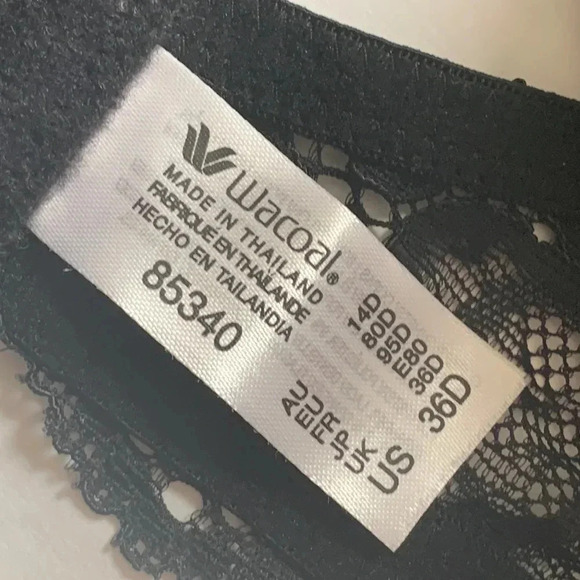 wacoal®
MADE IN THAILAND
FABRIQUÉ EN THAÏLANDE
HECHO EN TAILANDIA
85340
AU 14D
EU 80D
FR 95D
JP E80
UK 36D
US 36D